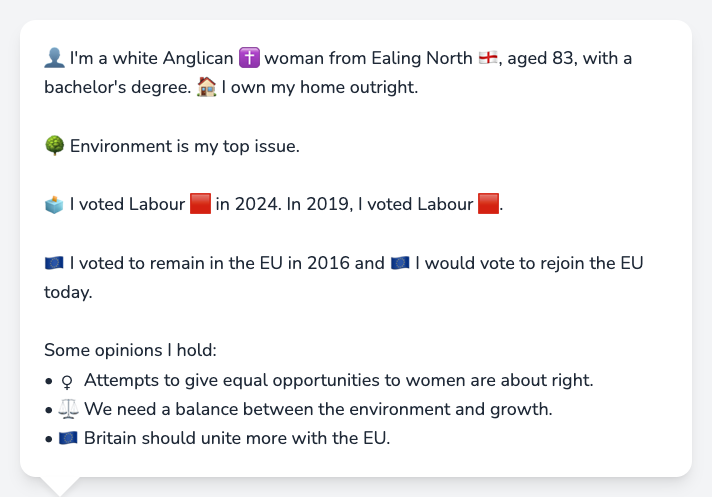 👤 I'm a white Anglican ✝️ woman from Ealing North 🏴󠁧󠁢󠁥󠁮󠁧󠁿, aged 83, with a
bachelor's degree. 🏠 I own my home outright.
🌳 Environment is my top issue.
🗳️ I voted Labour 🟥 in 2024. In 2019, I voted Labour 🟥.
🇪🇺 I voted to remain in the EU in 2016 and 🇪🇺 I would vote to rejoin the EU
today.
Some opinions I hold:
• ♀ Attempts to give equal opportunities to women are about right.
• ⚖️ We need a balance between the environment and growth.
• 🇪🇺 Britain should unite more with the EU.